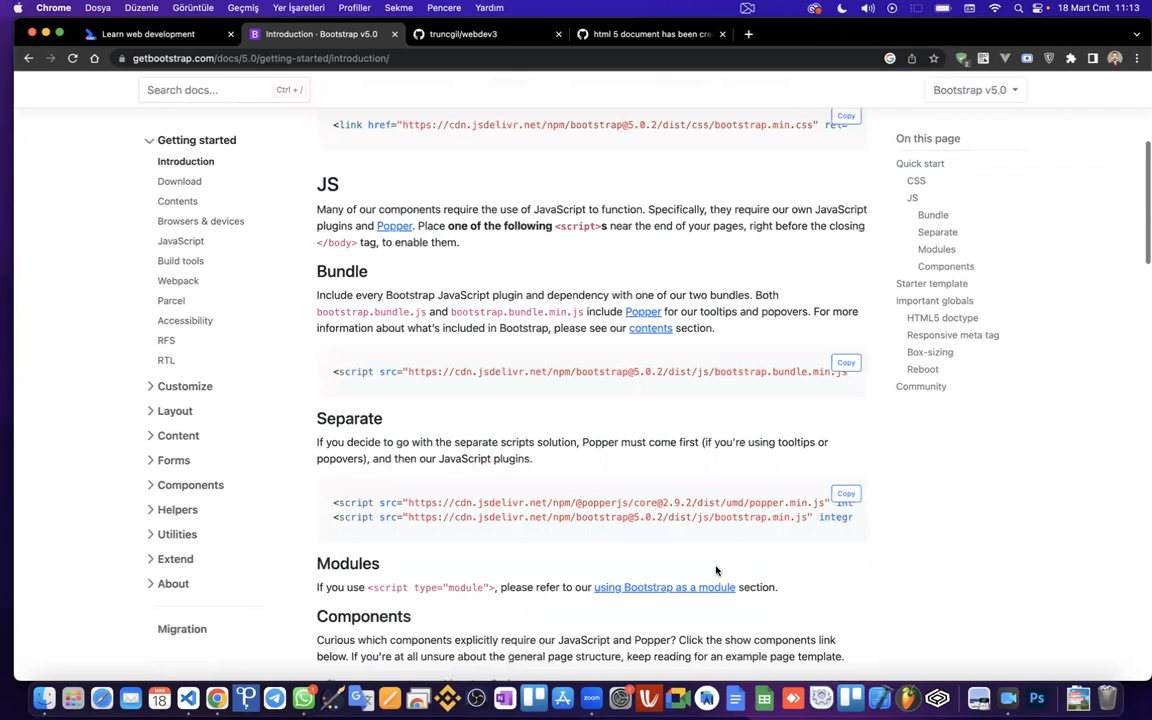 Chrome Dosya Düzenle Görüntüle Geçmiş Yer İşaretleri Profiller Sekme Pencere Yardım 18 Mart Cmt 11:13
Learn web development
Introduction · Bootstrap v5.0
truncgil/webdev3
html 5 document has been cre
getbootstrap.com/docs/5.0/getting-started/introduction/
Search docs... Ctrl + /
Bootstrap v5.0
Getting started
Introduction
Download
Contents
Browsers & devices
JavaScript
Build tools
Webpack
Parcel
Accessibility
RFS
RTL
Customize
Layout
Content
Forms
Components
Helpers
Utilities
Extend
About
Migration
Copy
<link href="https://cdn.jsdelivr.net/npm/bootstrap@5.0.2/dist/css/bootstrap.min.css" rel=
JS
Many of our components require the use of JavaScript to function. Specifically, they require our own JavaScript
plugins and Popper. Place one of the following <script>s near the end of your pages, right before the closing
</body> tag, to enable them.
Bundle
Include every Bootstrap JavaScript plugin and dependency with one of our two bundles. Both
bootstrap.bundle.js and bootstrap.bundle.min.js include Popper for our tooltips and popovers. For more
information about what's included in Bootstrap, please see our contents section.
Copy
<script src="https://cdn.jsdelivr.net/npm/bootstrap@5.0.2/dist/js/bootstrap.bundle.min.js
Separate
If you decide to go with the separate scripts solution, Popper must come first (if you're using tooltips or
popovers), and then our JavaScript plugins.
Copy
<script src="https://cdn.jsdelivr.net/npm/@popperjs/core@2.9.2/dist/umd/popper.min.js" int
<script src="https://cdn.jsdelivr.net/npm/bootstrap@5.0.2/dist/js/bootstrap.min.js" integr
Modules
If you use <script type="module">, please refer to our using Bootstrap as a module section.
Components
Curious which components explicitly require our JavaScript and Popper? Click the show components link
below. If you're at all unsure about the general page structure, keep reading for an example page template.
On this page
Quick start
CSS
JS
Bundle
Separate
Modules
Components
Starter template
Important globals
HTML5 doctype
Responsive meta tag
Box-sizing
Reboot
Community